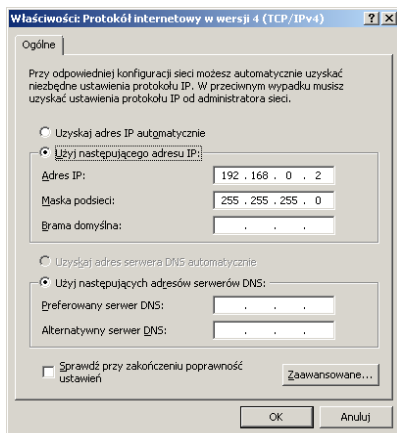 Właściwości: Protokół internetowy w wersji 4 (TCP/IPv4)
Ogólne
Przy odpowiedniej konfiguracji sieci możesz automatycznie uzyskać
niezbędne ustawienia protokołu IP. W przeciwnym wypadku musisz
uzyskać ustawienia protokołu IP od administratora sieci.
Uzyskaj adres IP automatycznie
Użyj następującego adresu IP:
Adres IP: 192 . 168 . 0 . 2
Maska podsieci: 255 . 255 . 255 . 0
Brama domyślna: . . .
Uzyskaj adres serwera DNS automatycznie
Użyj następujących adresów serwerów DNS:
Preferowany serwer DNS: . . .
Alternatywny serwer DNS: . . .
Sprawdź przy zakończeniu poprawność
ustawień
Zaawansowane...
OK Anuluj